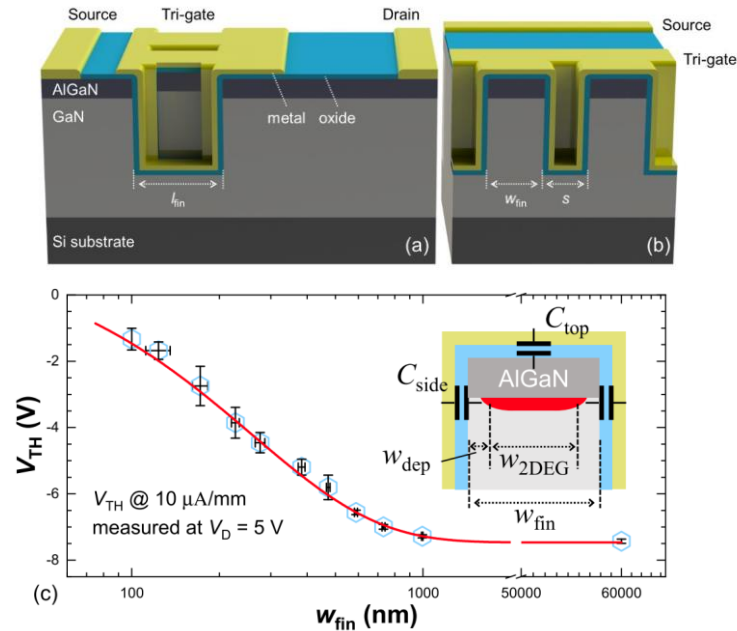 Source Tri-gate Drain
AlGaN
GaN
metal oxide
l_fin
Si substrate
(a)
Source
Tri-gate
w_fin s
(b)
0
-2
-4
-6
-8
V_TH (V)
C_top
C_side
AlGaN
w_dep
w_2DEG
w_fin
V_TH @ 10 μA/mm
measured at V_D = 5 V
(c)
100 1000 50000 60000
w_fin (nm)